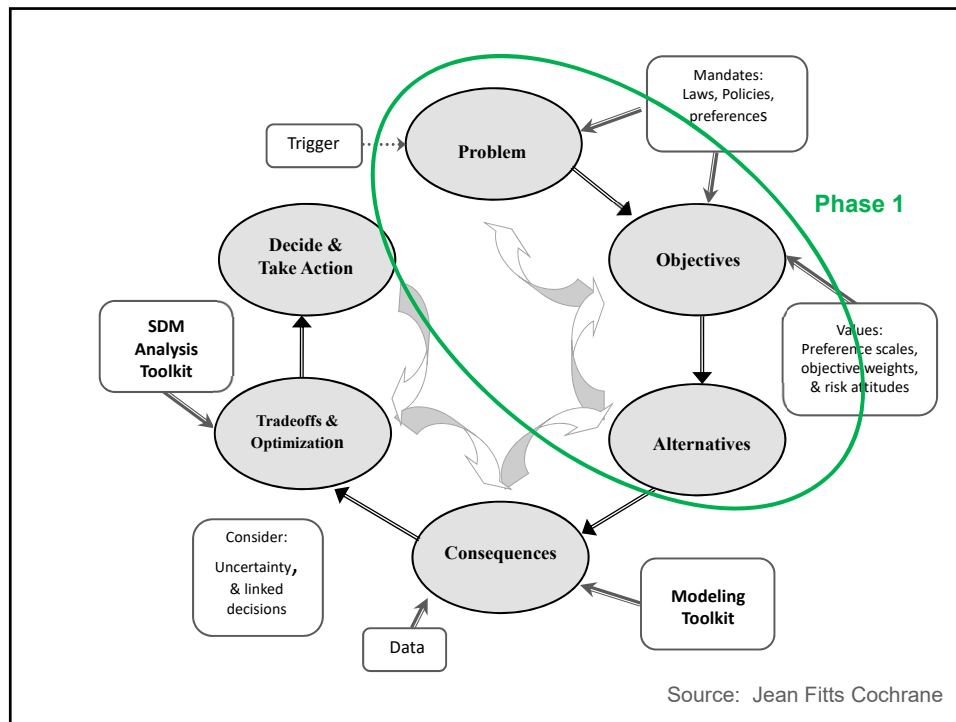 Mandates:
Laws, Policies,
preferences
Trigger
Problem
Phase 1
Decide &
Take Action
Objectives
SDM
Analysis
Toolkit
Values:
Preference scales,
objective weights,
& risk attitudes
Tradeoffs &
Optimization
Alternatives
Consider:
Uncertainty,
& linked
decisions
Consequences
Modeling
Toolkit
Data
Source: Jean Fitts Cochrane